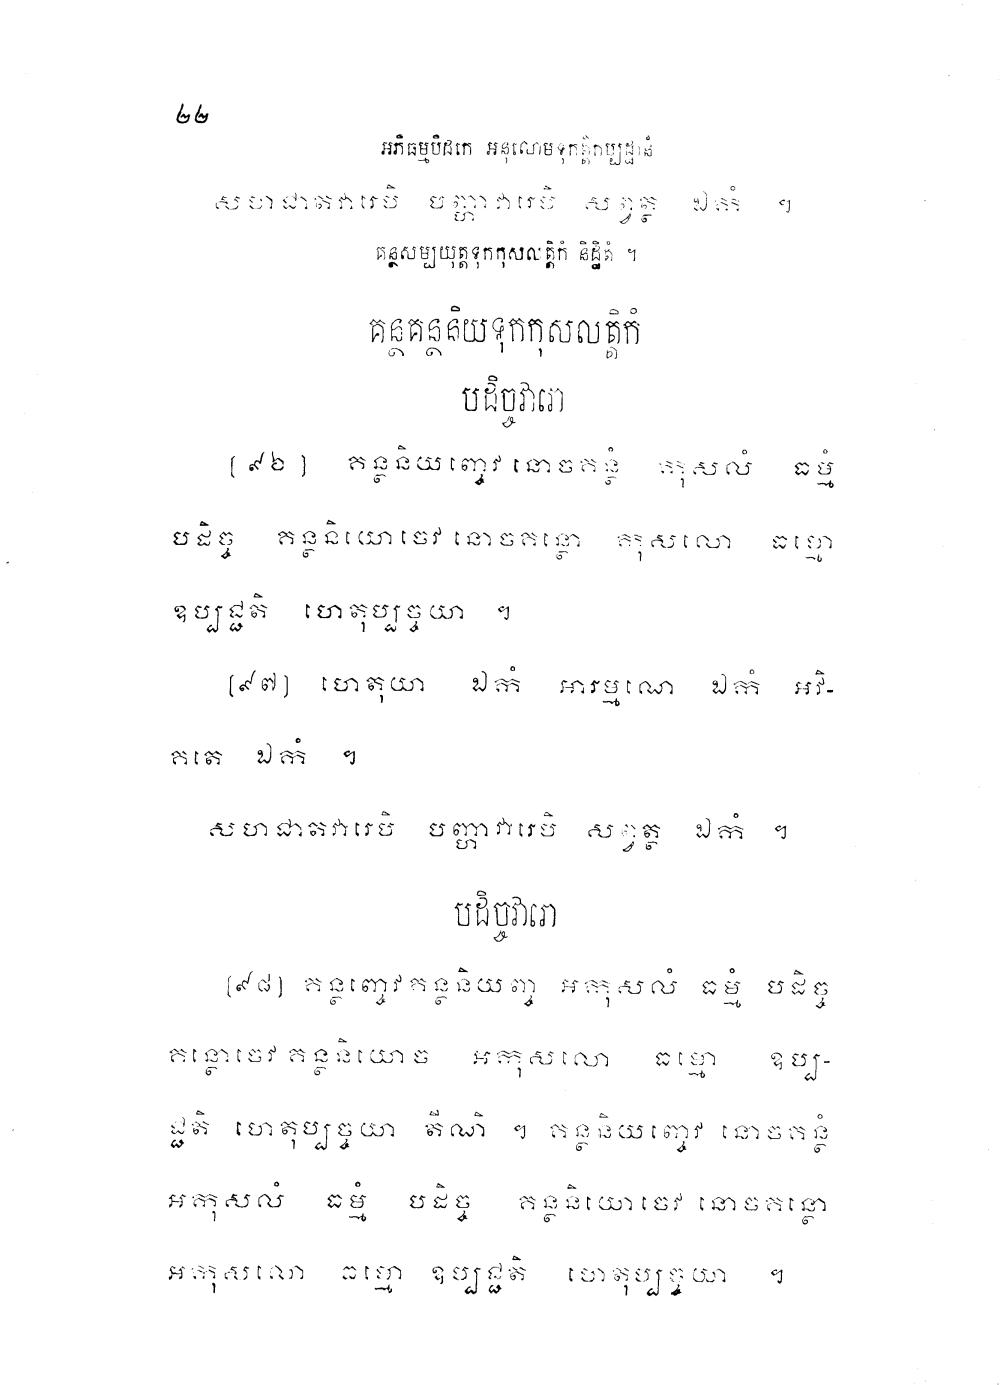 ២២
អភិធម្មបិដកេ អនុលោមទុកត្តិកប្បដ្ឋានំ
សហជាតវារេបិ បញ្ហាវារេបិ សព្វត្ថ ឯកំ ។
គន្ថសម្បយុត្តទុកកុសលត្តិកំ និដ្ឋិតំ ។
គន្ថគន្ថនិយទុកកុសលត្តិកំ
បដិច្ចវារោ
[៩៦] គន្ថនិយញ្ចេវ នោចគន្ថំ កុសលំ ធម្មំ
បដិច្ច គន្ថនិយោចេវ នោចគន្ថោ កុសលោ ធម្មោ
ឧប្បជ្ជតិ ហេតុប្បច្ចយា ។
[៩៧] ហេតុយា ឯកំ អារម្មណេ ឯកំ អវិ-
គតេ ឯកំ ។
សហជាតវារេបិ បញ្ហាវារេបិ សព្វត្ថ ឯកំ ។
បដិច្ចវារោ
[៩៨] គន្ថញ្ចេវគន្ថនិយញ្ច អកុសលំ ធម្មំ បដិច្ច
គន្ថោចេវ គន្ថនិយោច អកុសលោ ធម្មោ ឧប្ប-
ជ្ជតិ ហេតុប្បច្ចយា តីណិ ។ គន្ថនិយញ្ចេវ នោចគន្ថំ
អកុសលំ ធម្មំ បដិច្ច គន្ថនិយោចេវ នោចគន្ថោ
អកុសលោ ធម្មោ ឧប្បជ្ជតិ ហេតុប្បច្ចយា ។